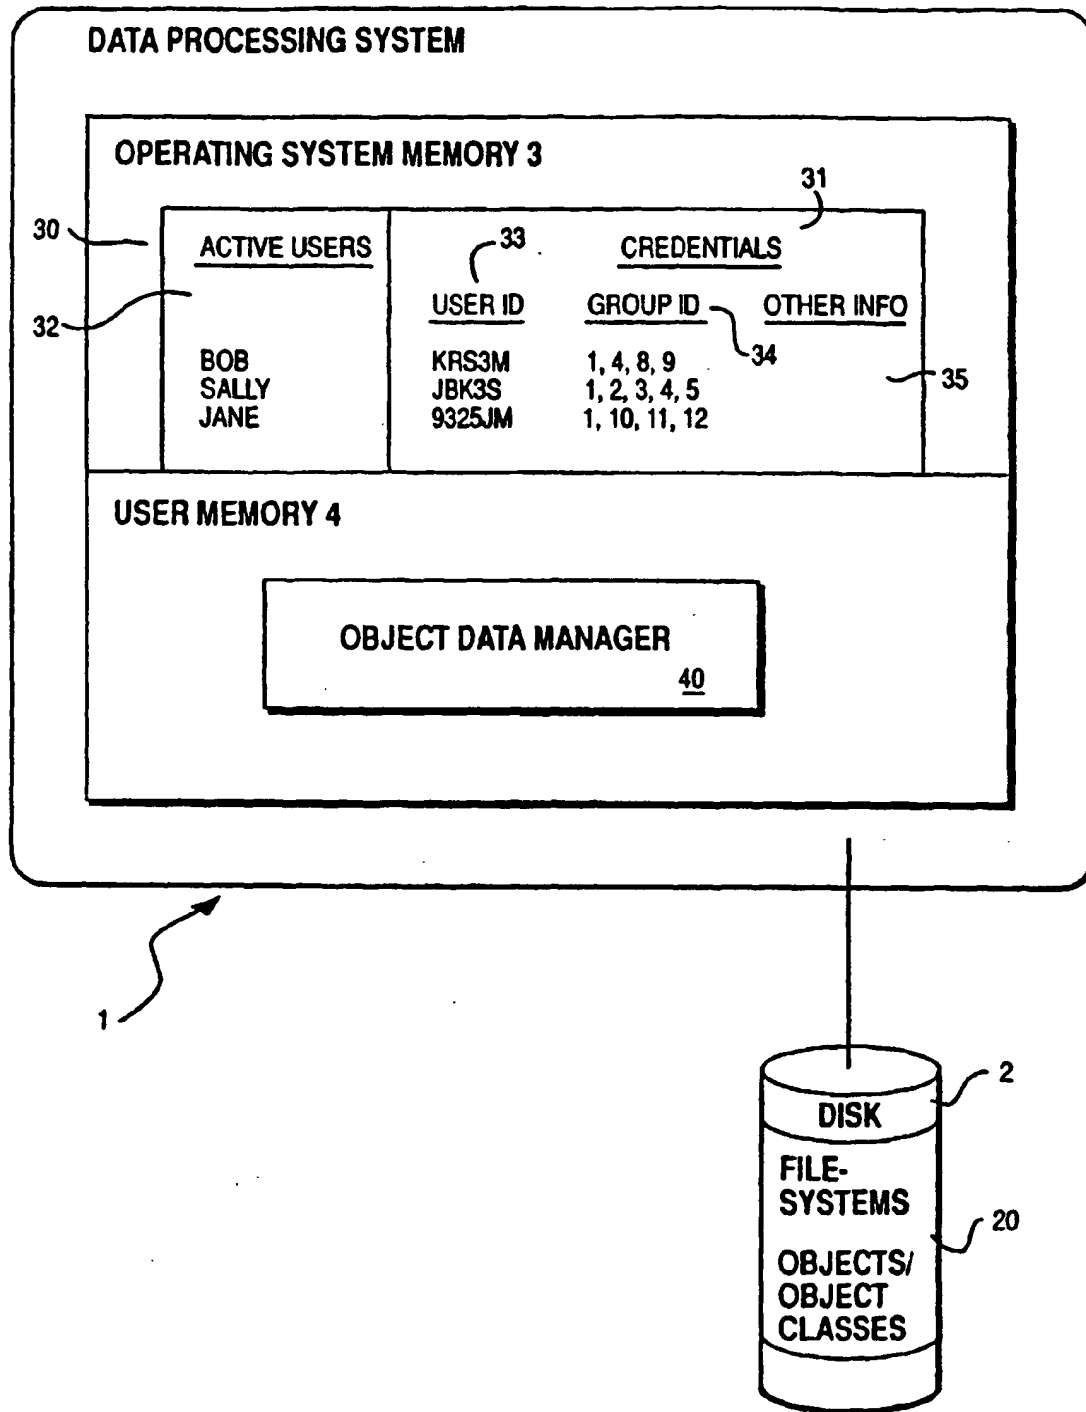 DATA PROCESSING SYSTEM
OPERATING SYSTEM MEMORY 3
31
30
ACTIVE USERS
33
CREDENTIALS
32
USER ID
GROUP ID
OTHER INFO
34
35
BOB KRS3M 1, 4, 8, 9
SALLY JBK3S 1, 2, 3, 4, 5
JANE 9325JM 1, 10, 11, 12
USER MEMORY 4
OBJECT DATA MANAGER
40
1
2
DISK
FILE-
SYSTEMS
20
OBJECTS/
OBJECT
CLASSES